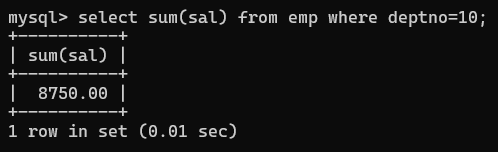 mysql> select sum(sal) from emp where deptno=10;
+----------+
| sum(sal) |
+----------+
|  8750.00 |
+----------+
1 row in set (0.01 sec)